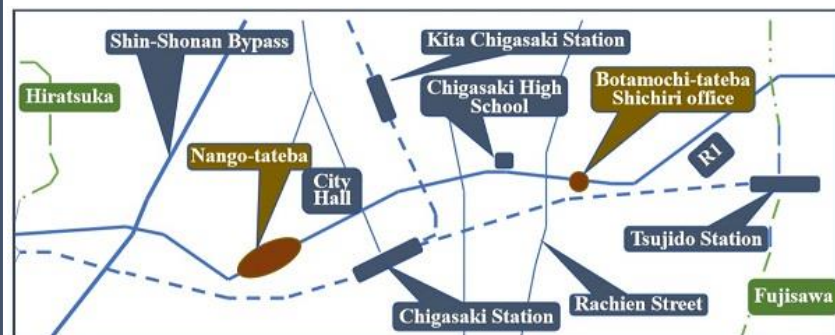 Shin-Shonan Bypass
Kita Chigasaki Station
Botamochi-tateba
Shichiri office
Hiratsuka
Chigasaki High
School
Nango-tateba
R1
City
Hall
Tsujido Station
Chigasaki Station
Rachien Street
Fujisawa